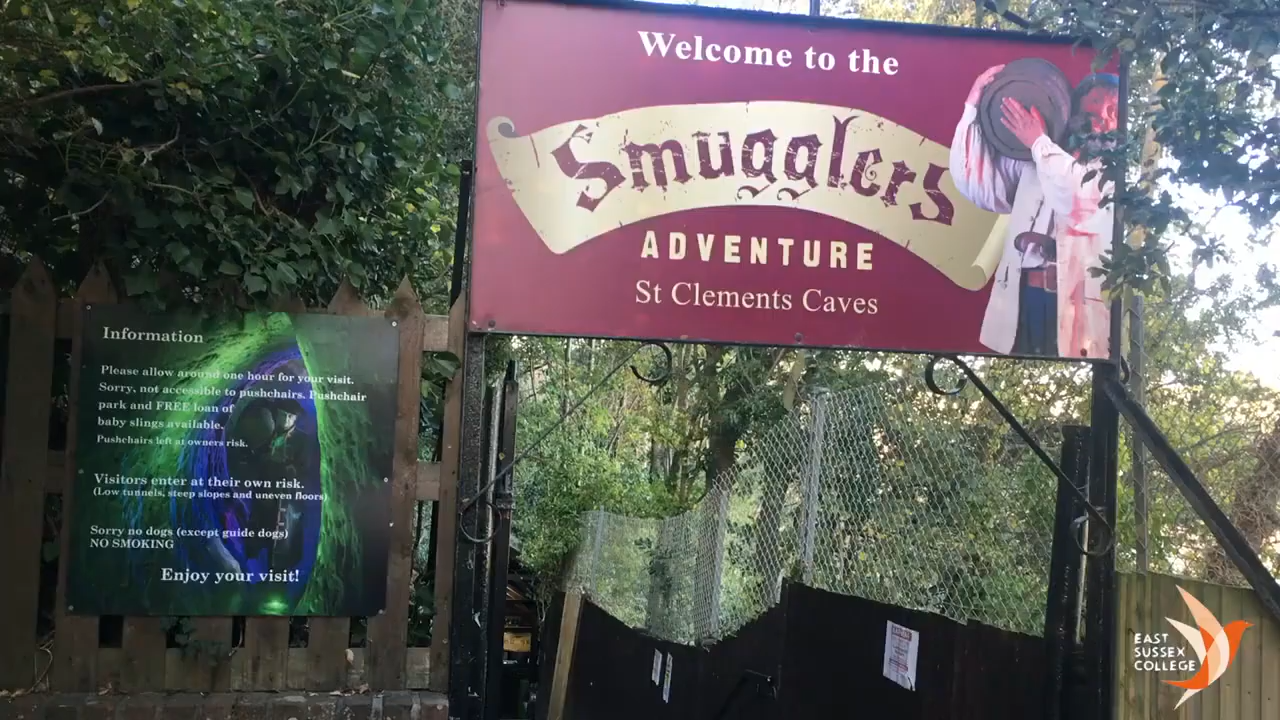 Welcome to the
Smugglers
ADVENTURE
St Clements Caves
Information
Please allow around one hour for your visit.
Sorry, not accessible to pushchairs. Pushchair
park and FREE loan of
baby slings available.
Pushchairs left at owners risk.
Visitors enter at their own risk.
(Low tunnels, steep slopes and uneven floors)
Sorry no dogs (except guide dogs)
NO SMOKING
Enjoy your visit!
EAST
SUSSEX
COLLEGE